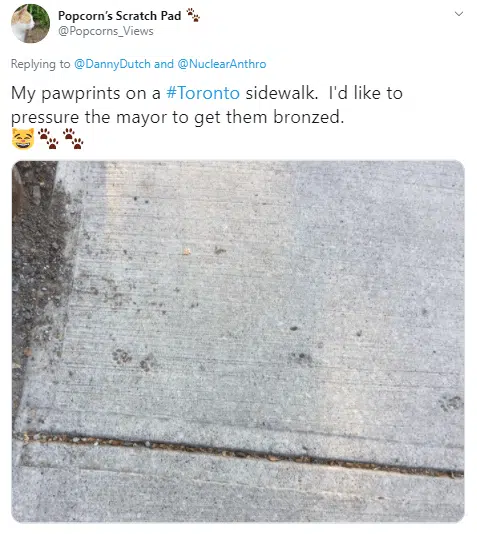 Popcorn's Scratch Pad 🐾
@Popcorns_Views
Replying to @DannyDutch and @NuclearAnthro
My pawprints on a #Toronto sidewalk.  I'd like to
pressure the mayor to get them bronzed.
😸🐾🐾